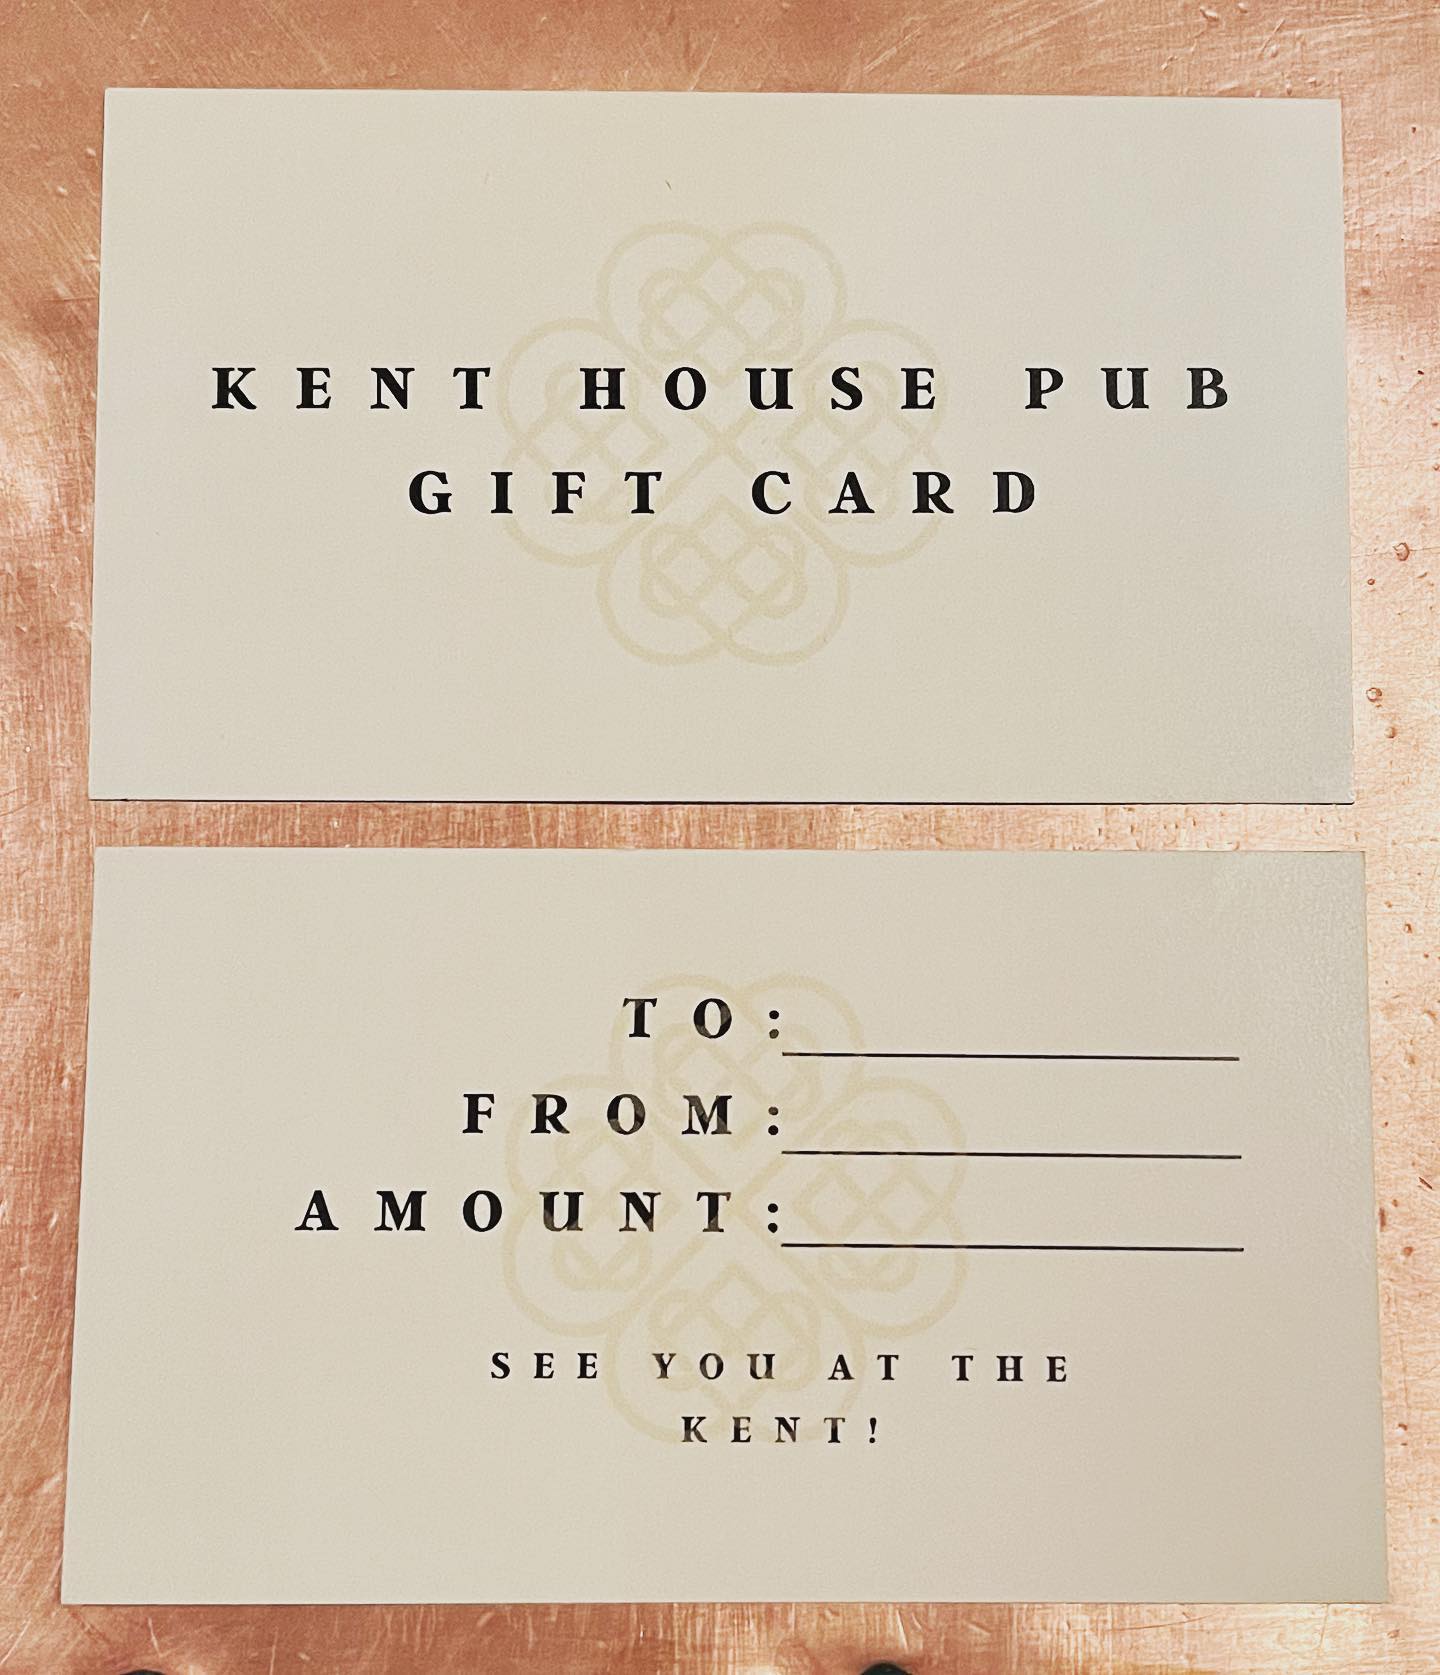 KENT HOUSE PUB
GIFT CARD
TO:
FROM:
AMOUNT:
SEE YOU AT THE
KENT!